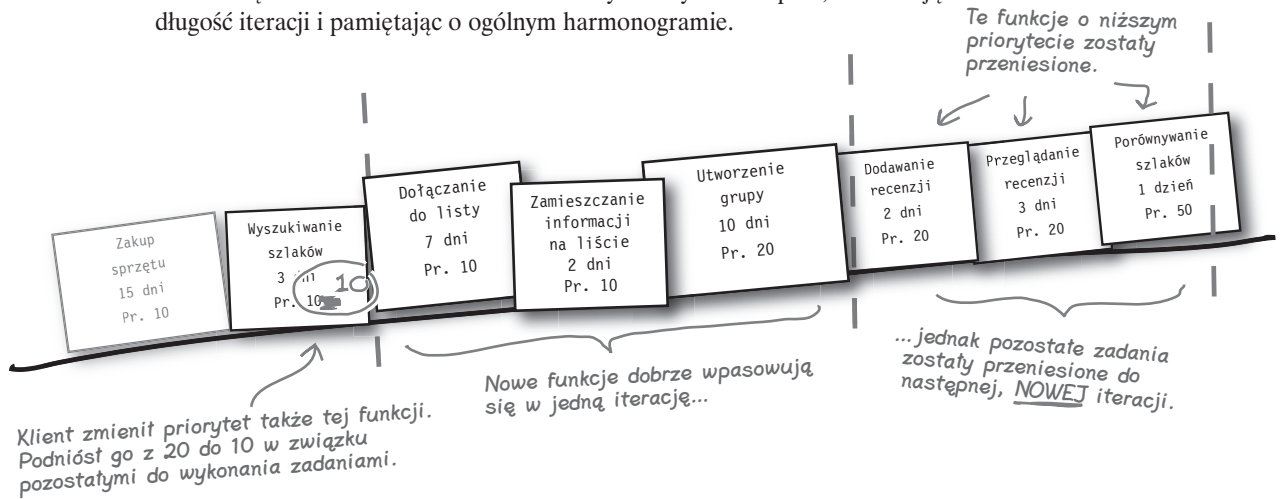 długość iteracji i pamiętając o ogólnym harmonogramie.
Te funkcje o niższym
priorytecie zostały
przeniesione.
Zakup
sprzętu
15 dni
Pr. 10
Wyszukiwanie
szlaków
3 dni
Pr. 10
10
Dołączanie
do listy
7 dni
Pr. 10
Zamieszczanie
informacji
na liście
2 dni
Pr. 10
Utworzenie
grupy
10 dni
Pr. 20
Dodawanie
recenzji
2 dni
Pr. 20
Przeglądanie
recenzji
3 dni
Pr. 20
Porównywanie
szlaków
1 dzień
Pr. 50
Klient zmienił priorytet także tej funkcji.
Podniósł go z 20 do 10 w związku
pozostałymi do wykonania zadaniami.
Nowe funkcje dobrze wpasowują
się w jedną iterację...
...jednak pozostałe zadania
zostały przeniesione do
następnej, NOWEJ iteracji.